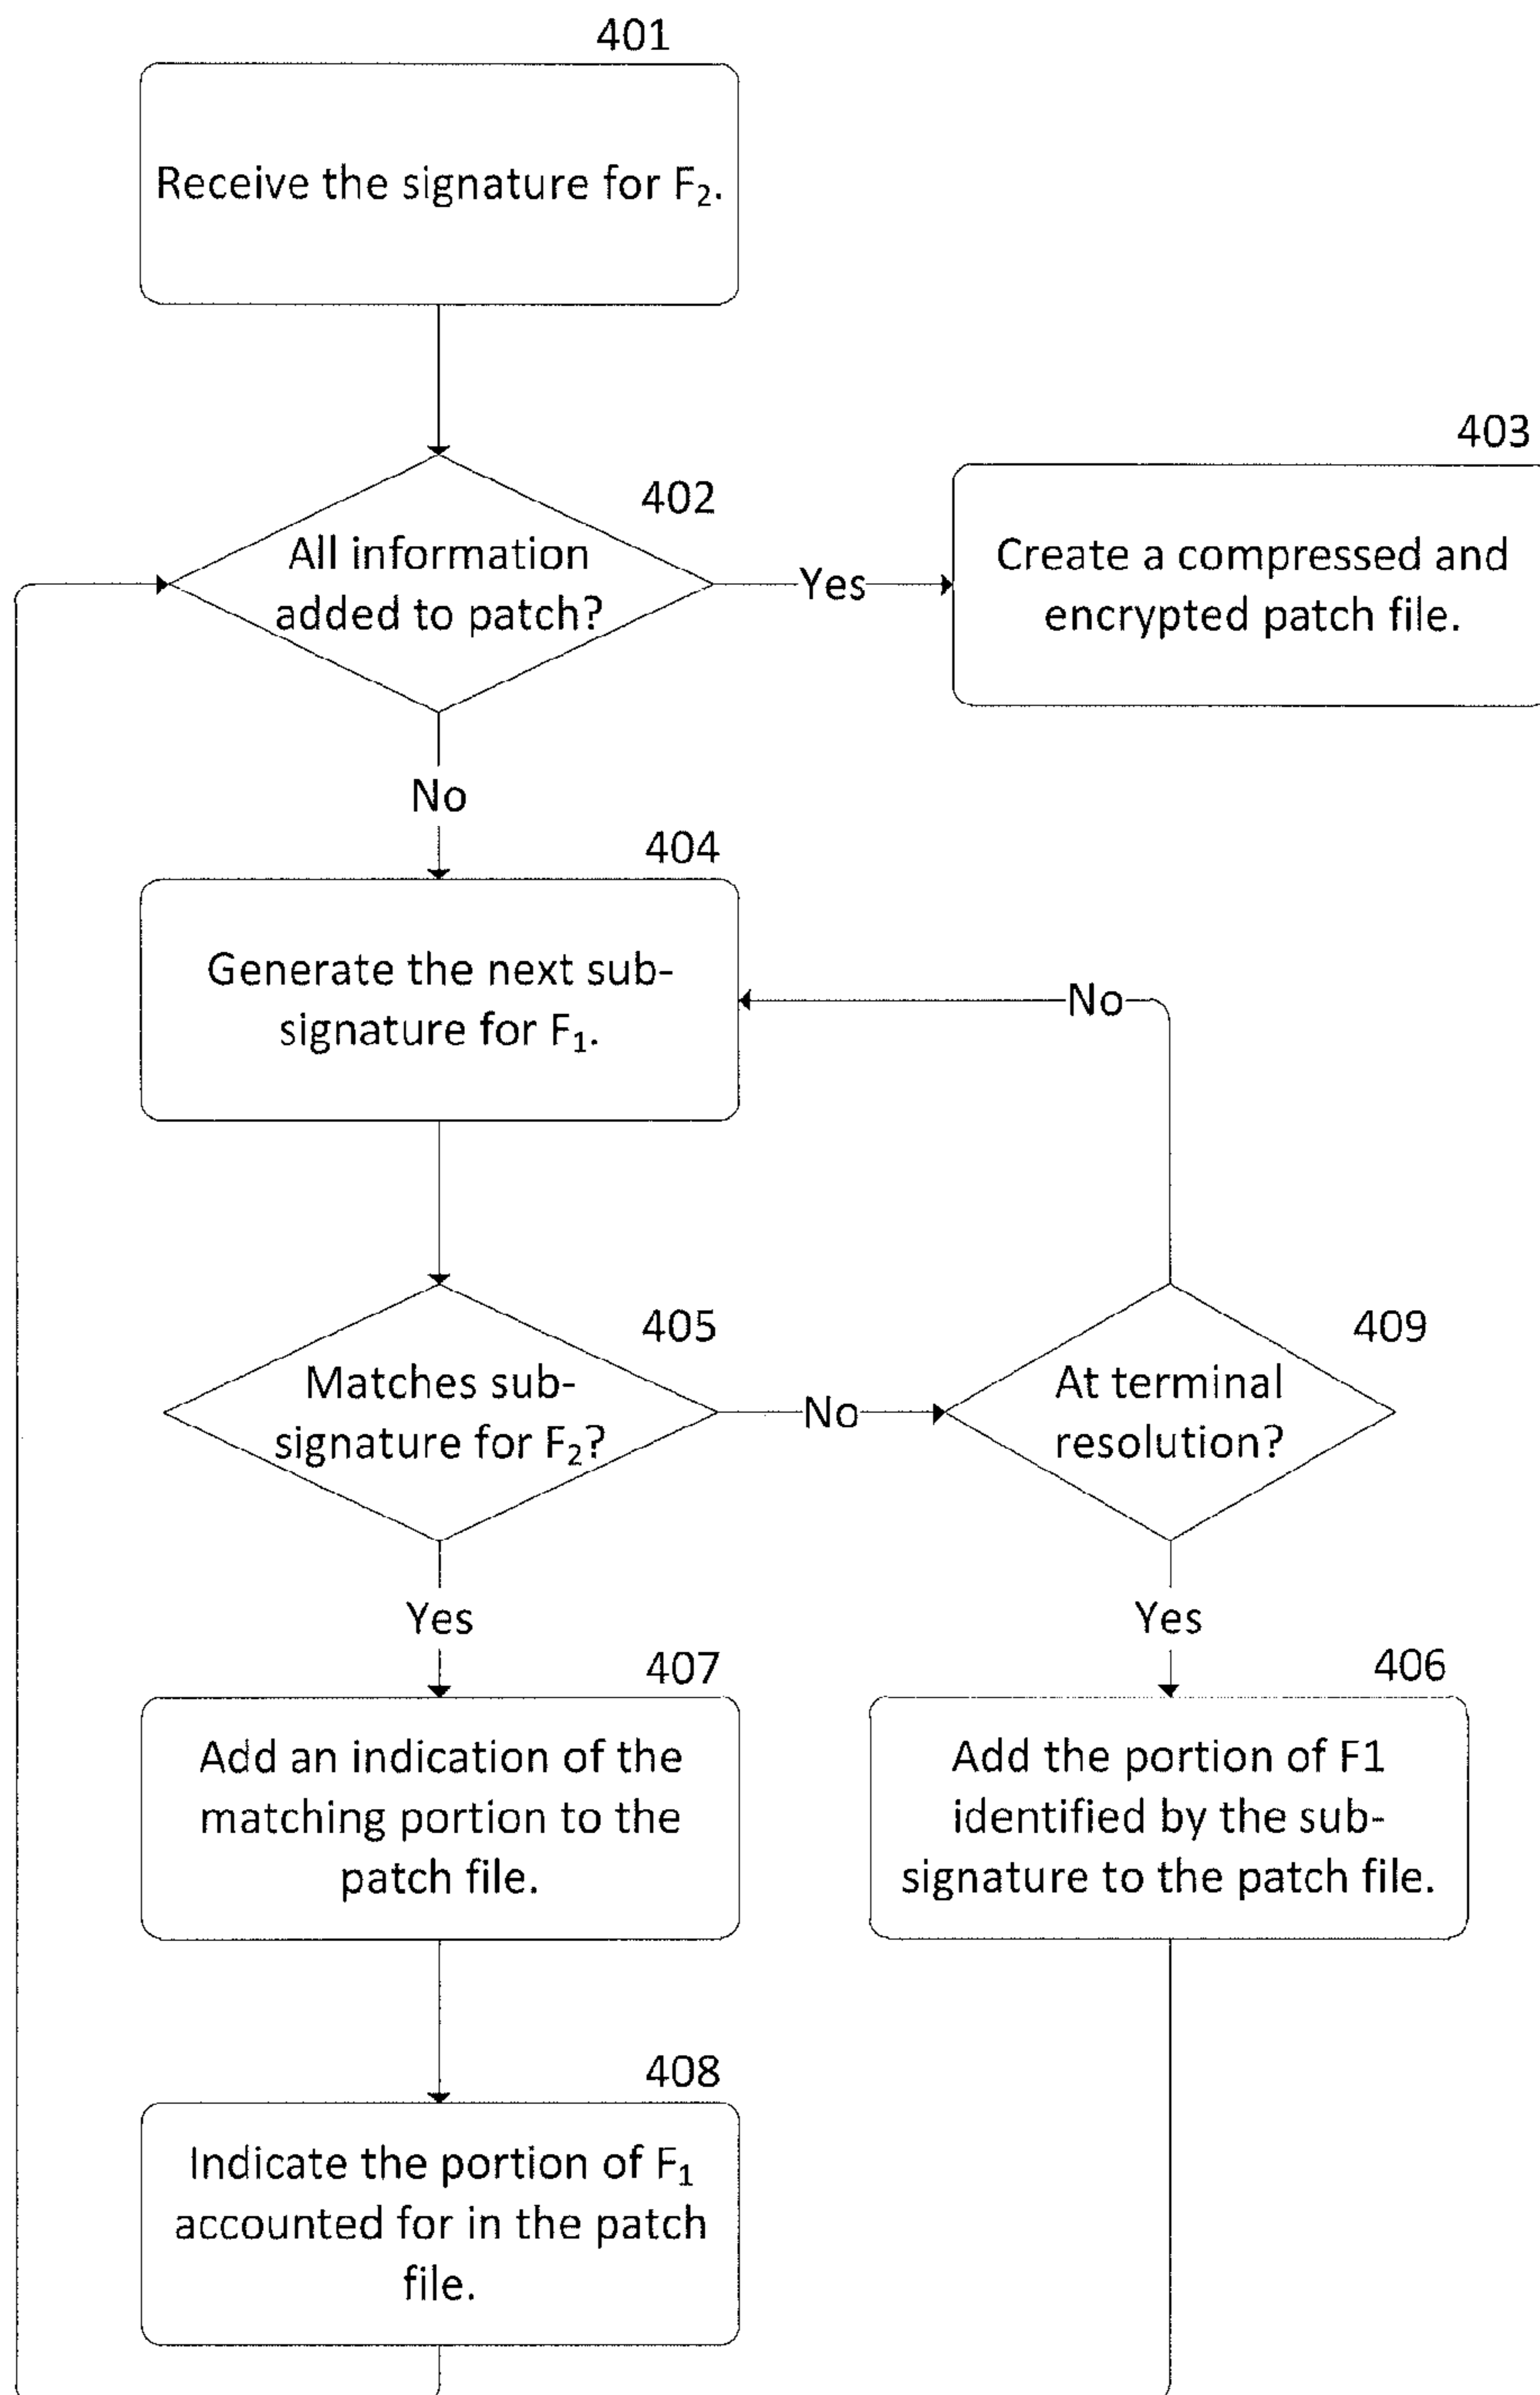 401
Receive the signature for F₂.
402
All information
added to patch?
Yes
403
Create a compressed and
encrypted patch file.
No
404
Generate the next sub-
signature for F₁.
No
405
Matches sub-
signature for F₂?
No
409
At terminal
resolution?
Yes
407
Add an indication of the
matching portion to the
patch file.
Yes
406
Add the portion of F1
identified by the sub-
signature to the patch file.
408
Indicate the portion of F₁
accounted for in the patch
file.